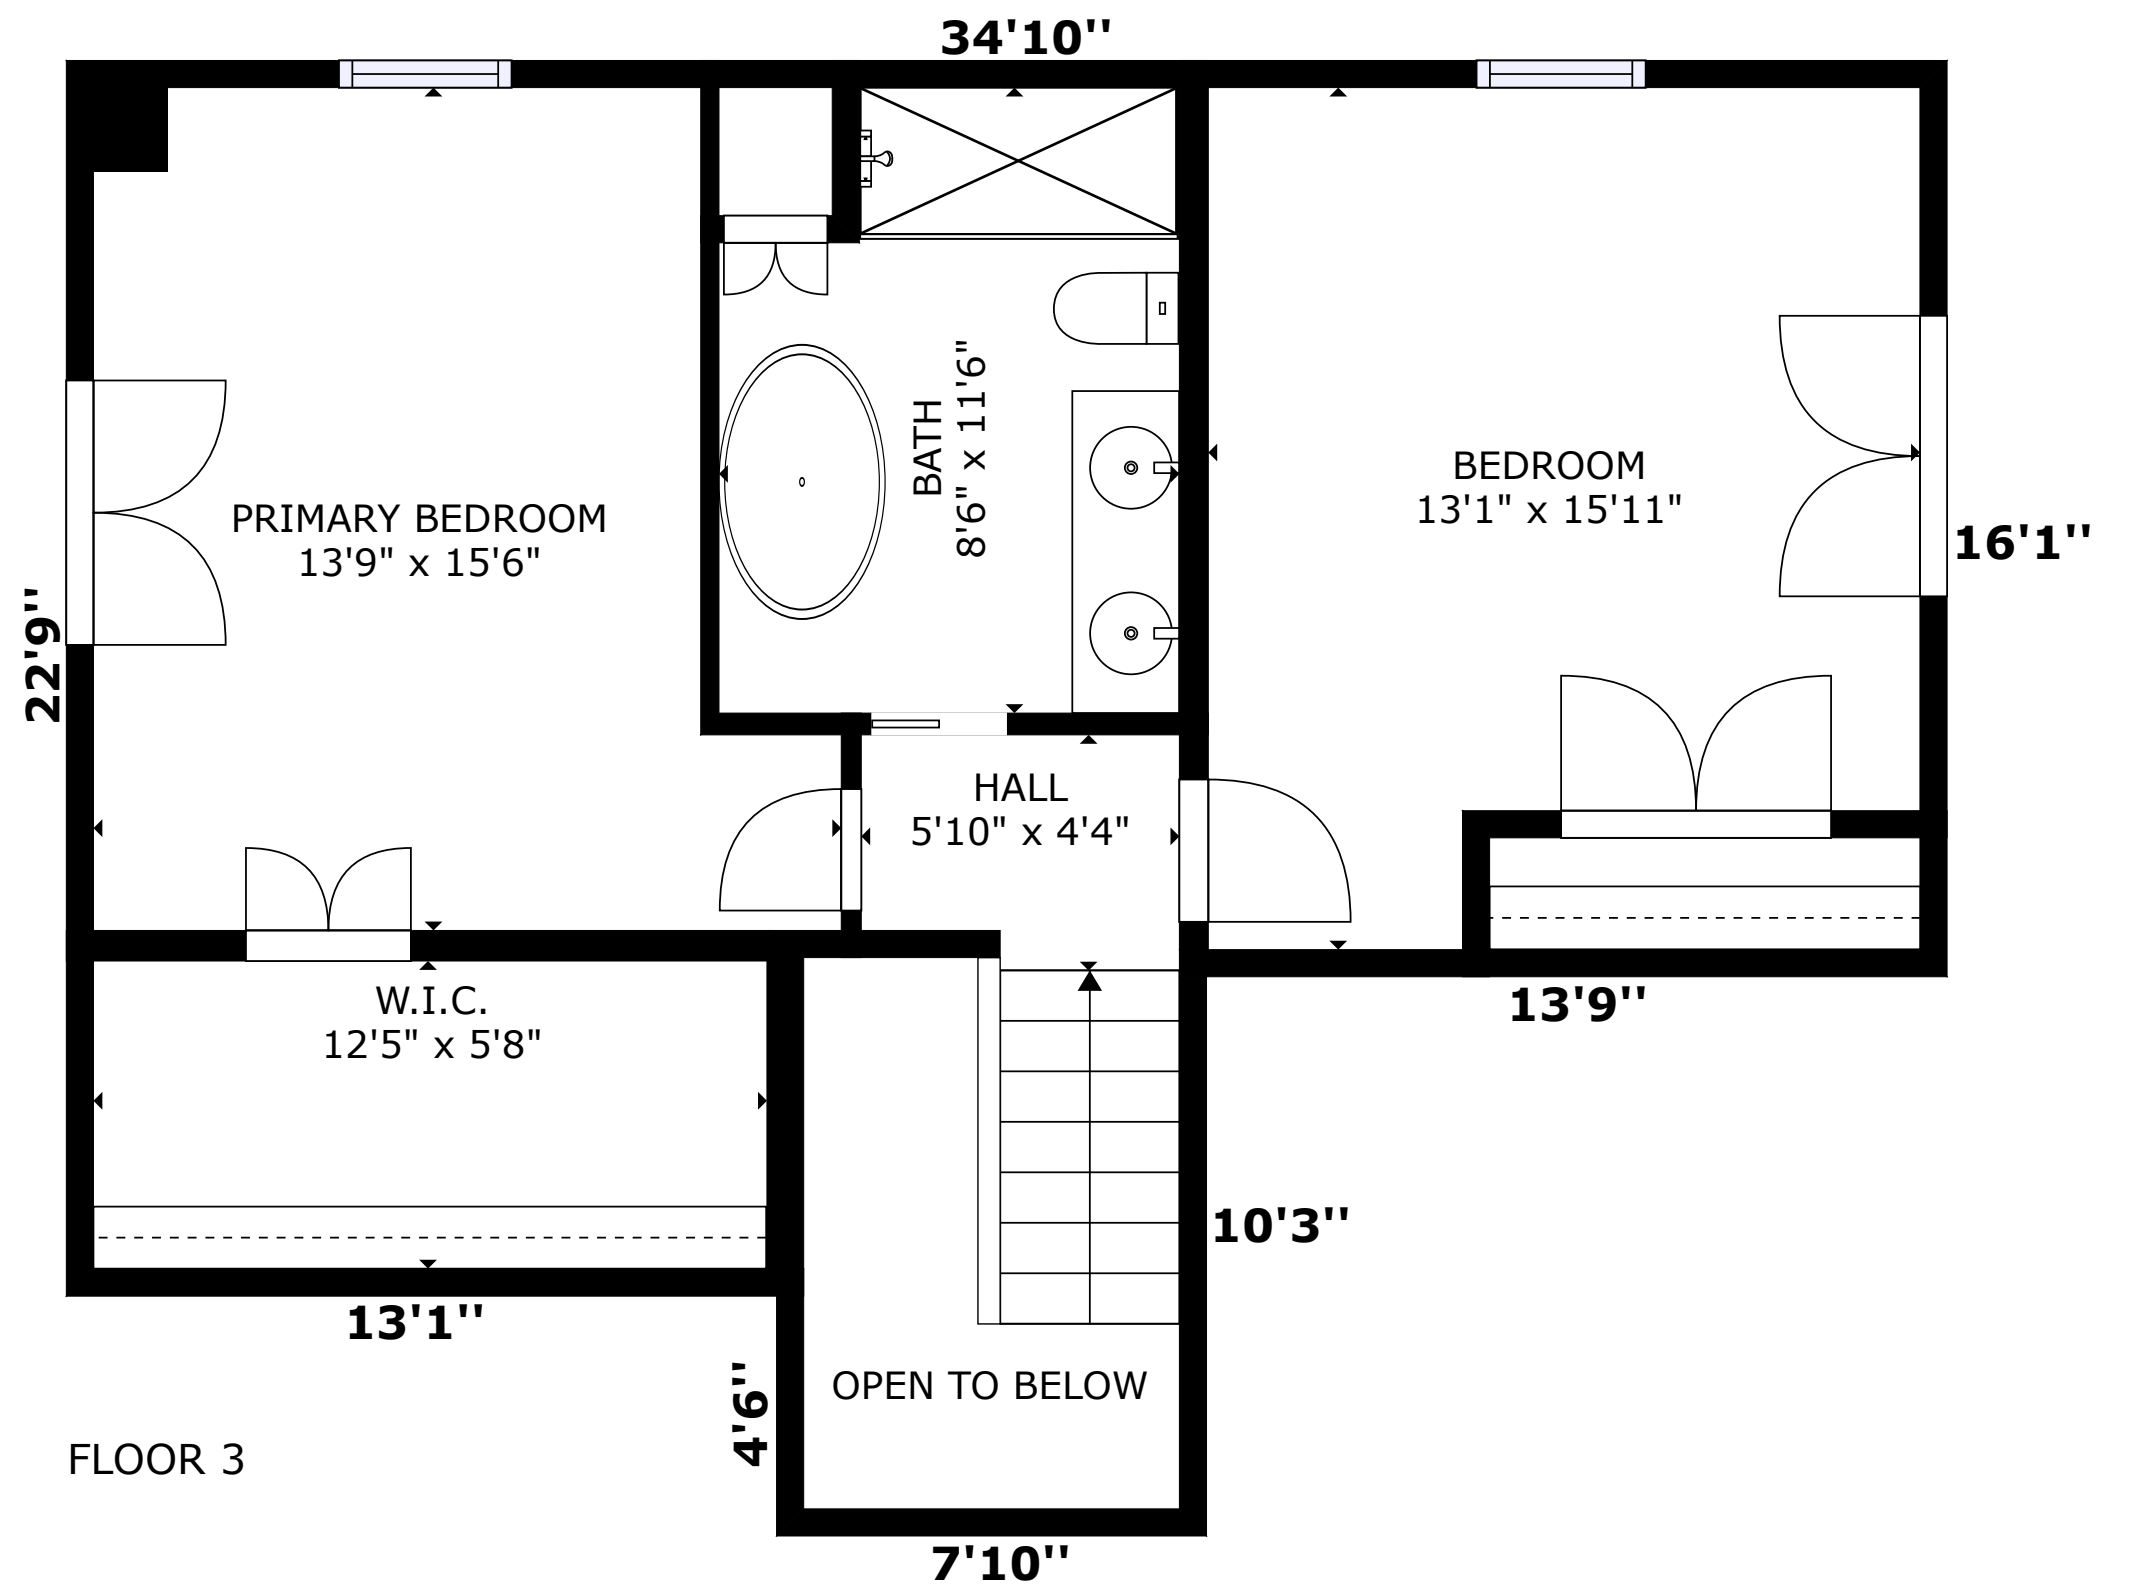 34'10''
PRIMARY BEDROOM
13'9" x 15'6"
BATH
8'6" x 11'6"
BEDROOM
13'1" x 15'11"
16'1''
22'9''
HALL
5'10" x 4'4"
W.I.C.
12'5" x 5'8"
13'9''
10'3''
13'1''
4'6''
OPEN TO BELOW
FLOOR 3
7'10''